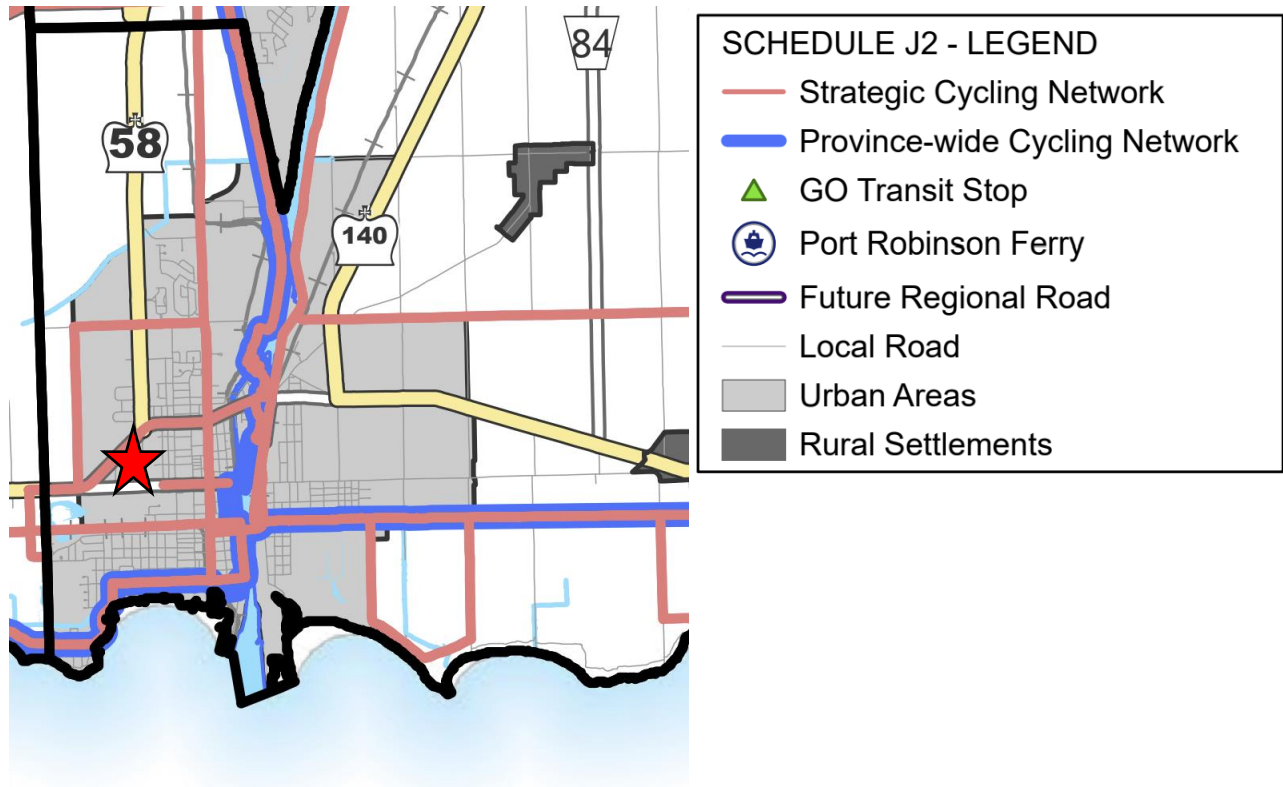 84
58
140
SCHEDULE J2 - LEGEND
Strategic Cycling Network
Province-wide Cycling Network
GO Transit Stop
Port Robinson Ferry
Future Regional Road
Local Road
Urban Areas
Rural Settlements